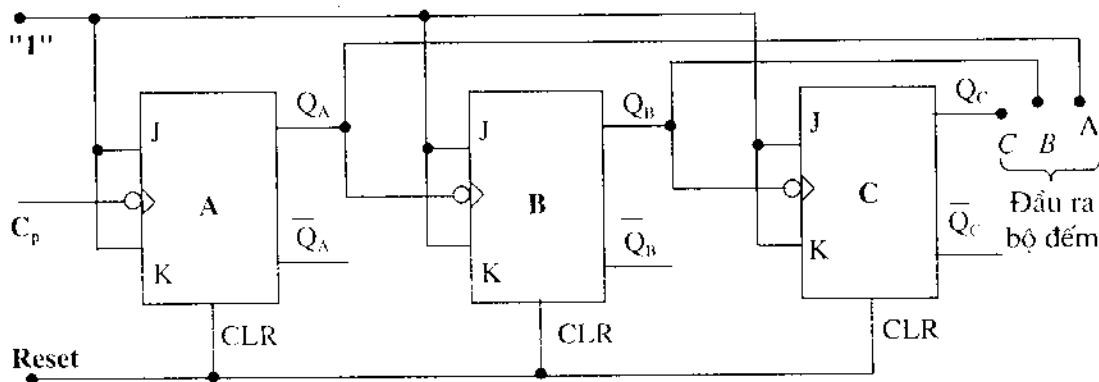 "1"
Q_A
Q_B
Q_C
J
J
J
C
B
A
A
B
C
C_p
Q̅_A
Q̅_B
Q̅_C
Đầu ra
bộ đếm
K
K
K
CLR
CLR
CLR
Reset